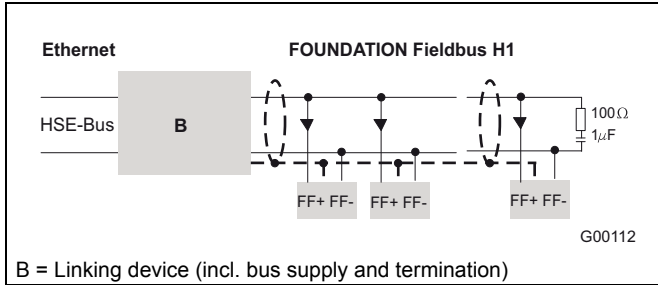 Ethernet FOUNDATION Fieldbus H1
HSE-Bus B
100Ω
1µF
FF+ FF- FF+ FF- FF+ FF-
G00112
B = Linking device (incl. bus supply and termination)